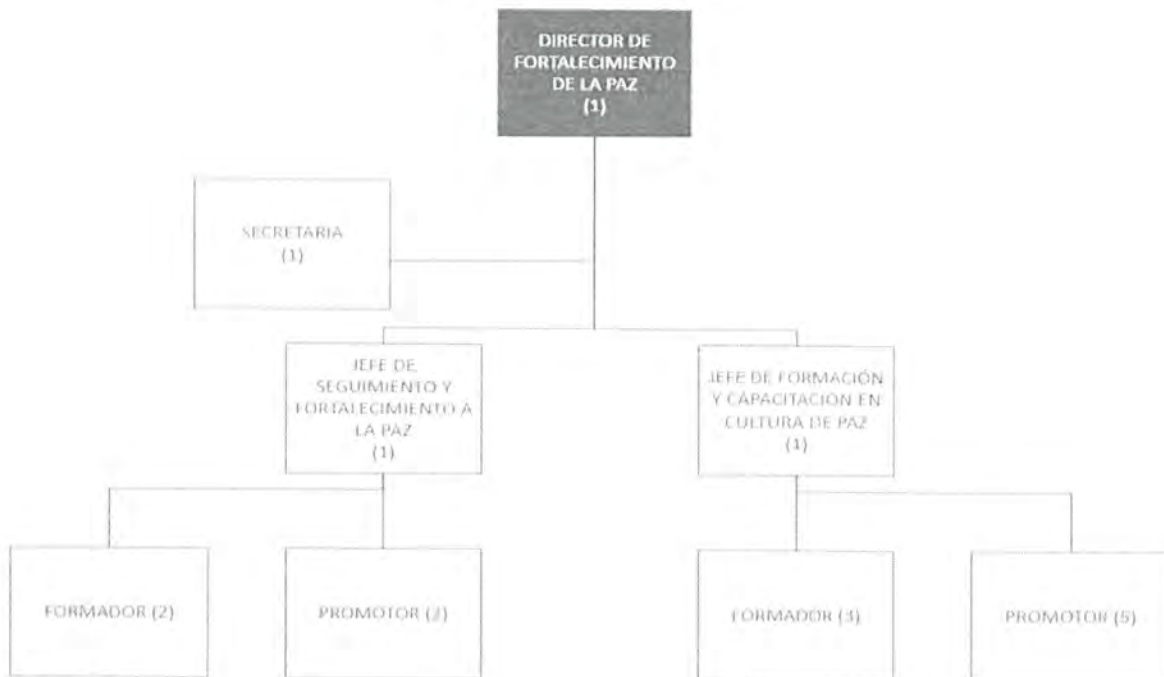 DIRECTOR DE
FORTALECIMIENTO
DE LA PAZ
(1)
SECRETARIA
(1)
JEFE DE
SEGUIMIENTO Y
FORTALECIMIENTO A
LA PAZ
(1)
JEFE DE FORMACIÓN
Y CAPACITACION EN
CULTURA DE PAZ
(1)
FORMADOR (2)
PROMOTOR (2)
FORMADOR (3)
PROMOTOR (5)